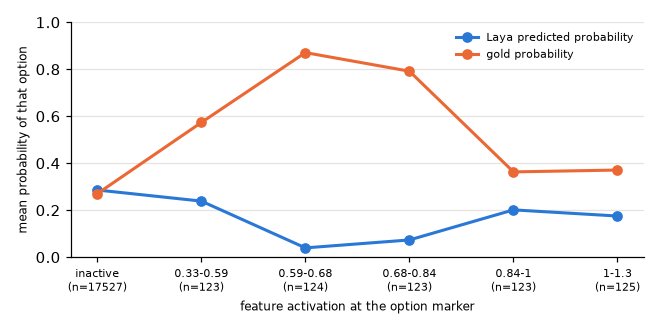 Laya predicted probability
gold probability
mean probability of that option
1.0
0.8
0.6
0.4
0.2
0.0
inactive
(n=17527)
0.33-0.59
(n=123)
0.59-0.68
(n=124)
0.68-0.84
(n=123)
0.84-1
(n=123)
1-1.3
(n=125)
feature activation at the option marker